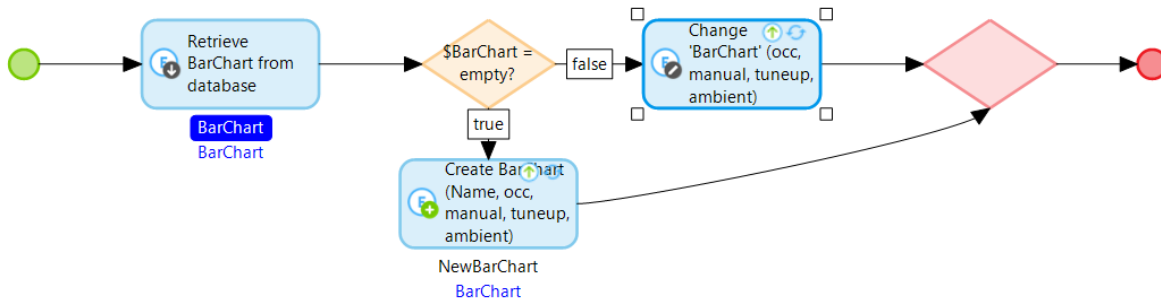 Retrieve
BarChart from
database
BarChart
BarChart
$BarChart =
empty?
false
true
Change
'BarChart' (occ,
manual, tuneup,
ambient)
Create BarChart
(Name, occ,
manual, tuneup,
ambient)
NewBarChart
BarChart